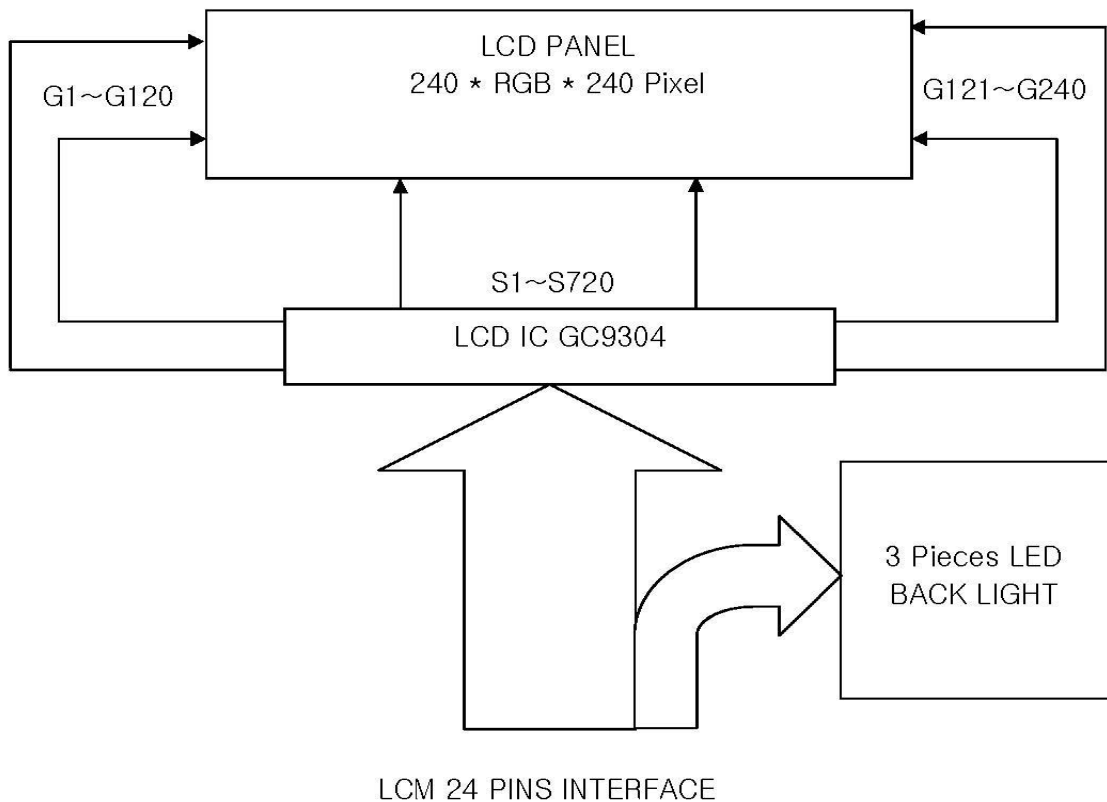 LCD PANEL
240 * RGB * 240 Pixel
G1~G120
G121~G240
S1~S720
LCD IC GC9304
3 Pieces LED
BACK LIGHT
LCM 24 PINS INTERFACE